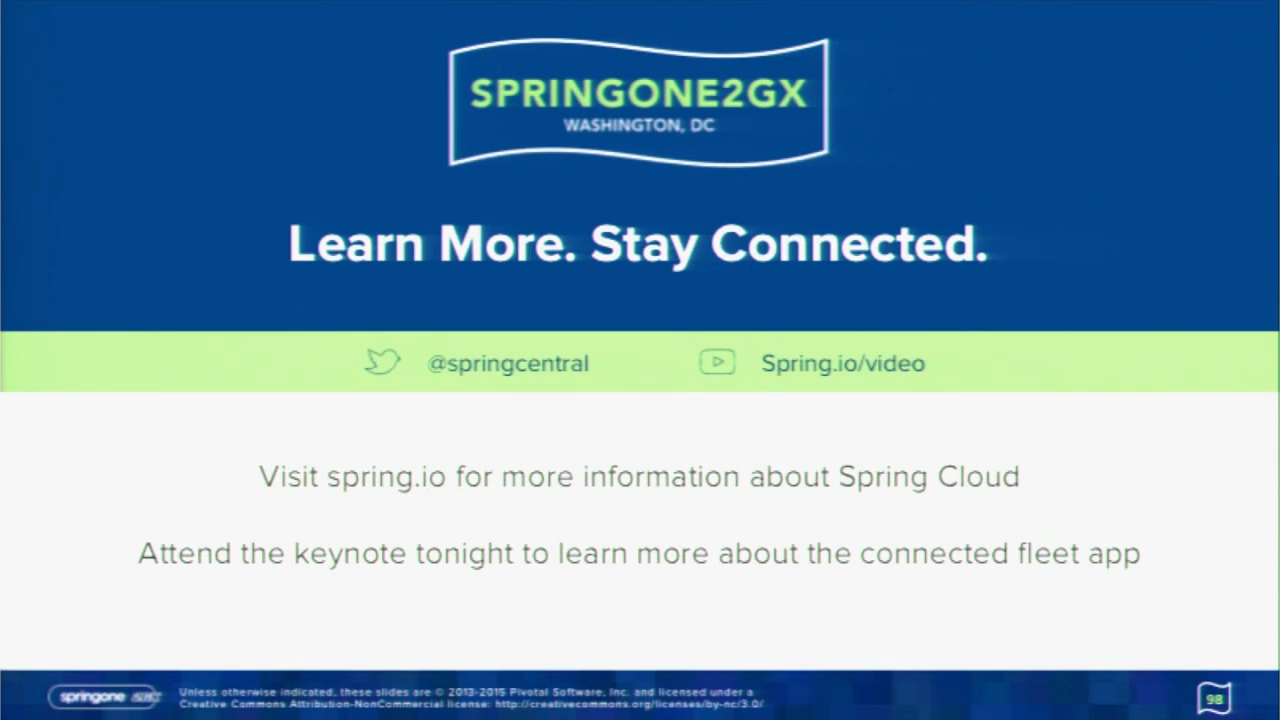 SPRINGONE2GX
WASHINGTON, DC
Learn More. Stay Connected.
@springcentral
Spring.io/video
Visit spring.io for more information about Spring Cloud
Attend the keynote tonight to learn more about the connected fleet app
springone
Unless otherwise indicated, these slides are © 2013-2015 Pivotal Software, Inc. and licensed under a
Creative Commons Attribution-NonCommercial license: http://creativecommons.org/licenses/by-nc/3.0/
98